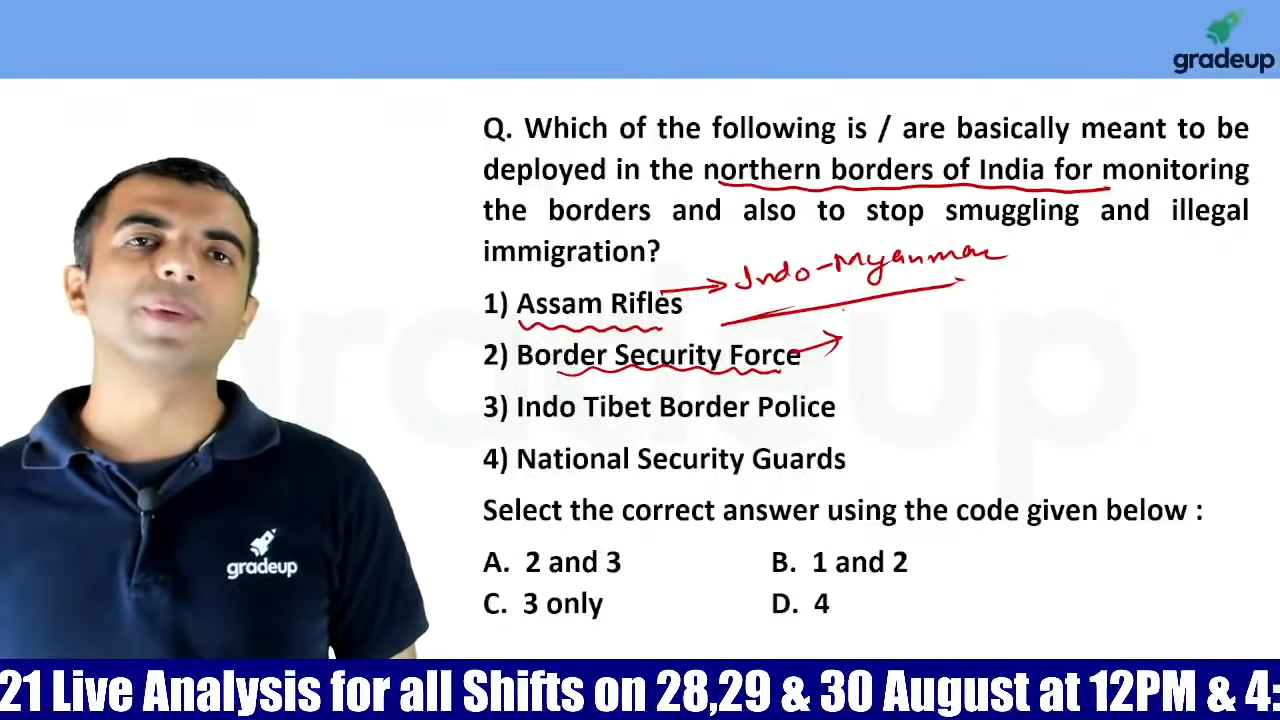 gradeup
Q. Which of the following is / are basically meant to be
deployed in the northern borders of India for monitoring
the borders and also to stop smuggling and illegal
immigration?
1) Assam Rifles
Indo-Myanmar
2) Border Security Force
3) Indo Tibet Border Police
4) National Security Guards
Select the correct answer using the code given below :
A. 2 and 3 B. 1 and 2
C. 3 only D. 4
gradeup
gradeup
21 Live Analysis for all Shifts on 28,29 & 30 August at 12PM & 4: